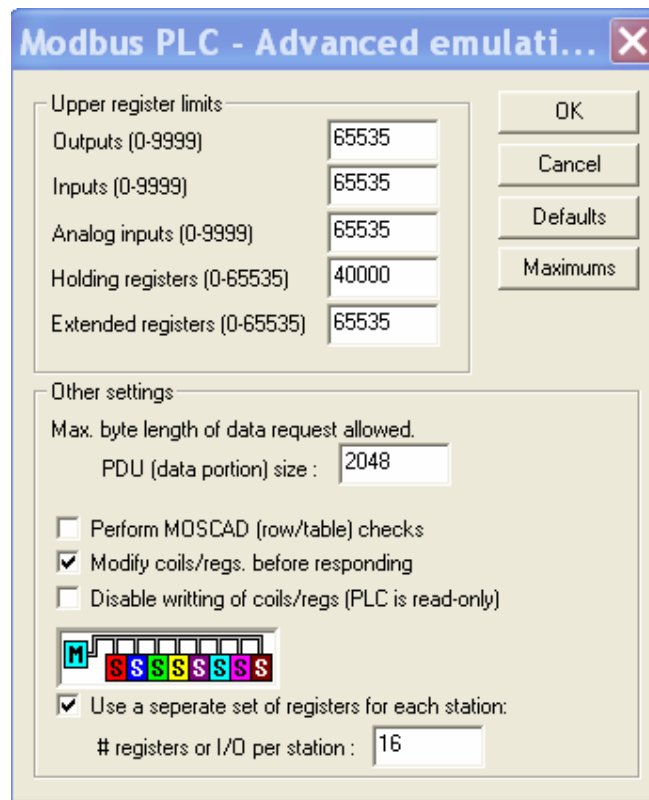 Modbus PLC - Advanced emulati...
Upper register limits
OK
Outputs (0-9999) 65535
Cancel
Inputs (0-9999) 65535
Defaults
Analog inputs (0-9999) 65535
Maximums
Holding registers (0-65535) 40000
Extended registers (0-65535) 65535
Other settings
Max. byte length of data request allowed.
PDU (data portion) size : 2048
Perform MOSCAD (row/table) checks
Modify coils/regs. before responding
Disable writting of coils/regs (PLC is read-only)
M S S S S S S S S
Use a seperate set of registers for each station:
# registers or I/O per station : 16